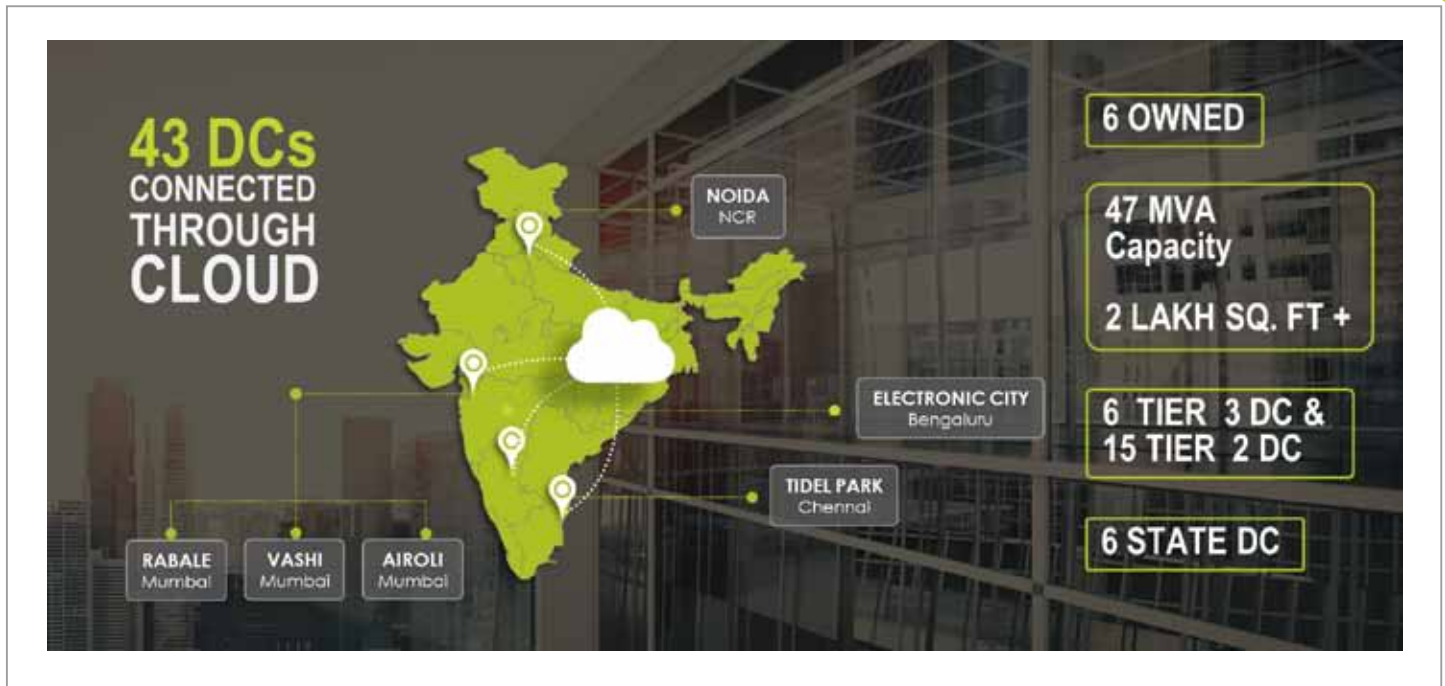 43 DCs
CONNECTED
THROUGH
CLOUD
NOIDA
NCR
ELECTRONIC CITY
Bengaluru
TIDEL PARK
Chennai
RABALE
Mumbai
VASHI
Mumbai
AIROLI
Mumbai
6 OWNED
47 MVA
Capacity
2 LAKH SQ. FT +
6 TIER 3 DC &
15 TIER 2 DC
6 STATE DC